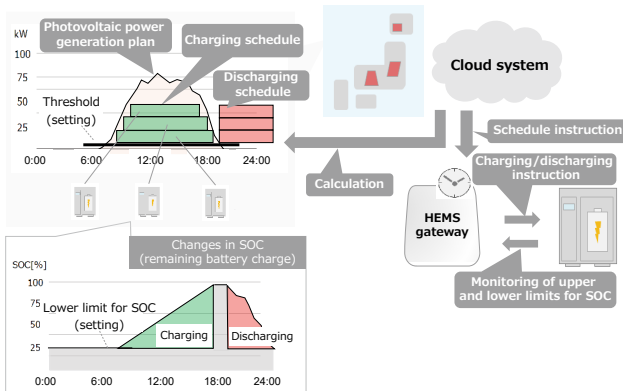 kW
100
75
50
25
Photovoltaic power
generation plan
Charging schedule
Discharging
schedule
Threshold
(setting)
0:00
6:00
12:00
18:00
24:00
Cloud system
Schedule instruction
Calculation
Charging/discharging
instruction
HEMS
gateway
Monitoring of upper
and lower limits for SOC
Changes in SOC
(remaining battery charge)
SOC[%]
100
75
50
25
Lower limit for SOC
(setting)
Charging
Discharging
0:00
6:00
12:00
18:00
24:00